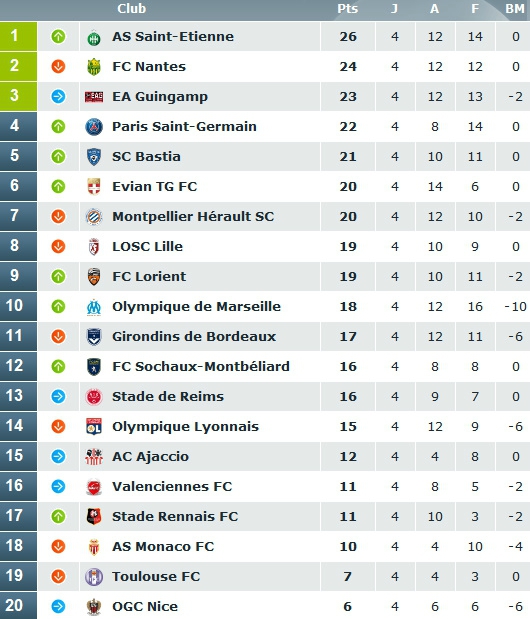 Club Pts J A F BM
1 AS Saint-Etienne 26 4 12 14 0
2 FC Nantes 24 4 12 12 0
3 EA Guingamp 23 4 12 13 -2
4 Paris Saint-Germain 22 4 8 14 0
5 SC Bastia 21 4 10 11 0
6 Evian TG FC 20 4 14 6 0
7 Montpellier Hérault SC 20 4 12 10 -2
8 LOSC Lille 19 4 10 9 0
9 FC Lorient 19 4 10 11 -2
10 Olympique de Marseille 18 4 12 16 -10
11 Girondins de Bordeaux 17 4 12 11 -6
12 FC Sochaux-Montbéliard 16 4 8 8 0
13 Stade de Reims 16 4 9 7 0
14 Olympique Lyonnais 15 4 12 9 -6
15 AC Ajaccio 12 4 4 8 0
16 Valenciennes FC 11 4 8 5 -2
17 Stade Rennais FC 11 4 10 3 -2
18 AS Monaco FC 10 4 4 10 -4
19 Toulouse FC 7 4 4 3 0
20 OGC Nice 6 4 6 6 -6